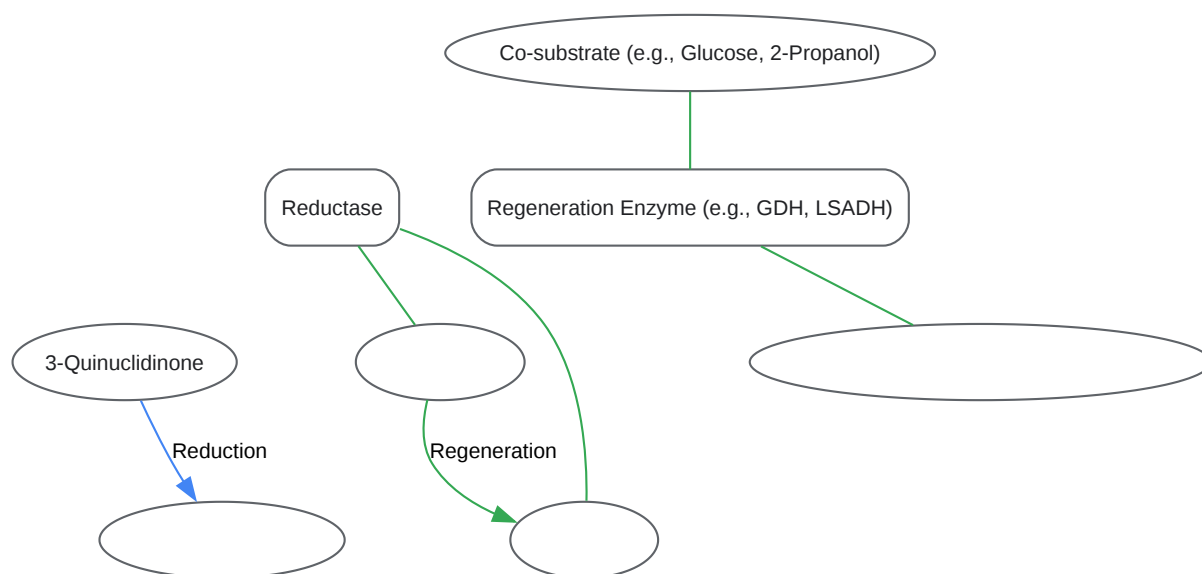 Co-substrate (e.g., Glucose, 2-Propanol)
Reductase
Regeneration Enzyme (e.g., GDH, LSADH)
3-Quinuclidinone
Reduction
Regeneration